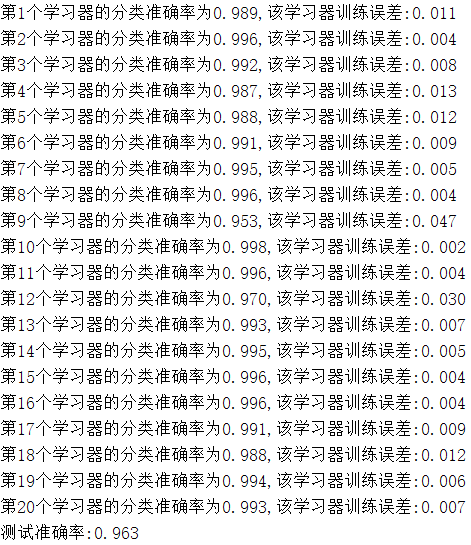 第1个学习器的分类准确率为0.989,该学习器训练误差:0.011
第2个学习器的分类准确率为0.996,该学习器训练误差:0.004
第3个学习器的分类准确率为0.992,该学习器训练误差:0.008
第4个学习器的分类准确率为0.987,该学习器训练误差:0.013
第5个学习器的分类准确率为0.988,该学习器训练误差:0.012
第6个学习器的分类准确率为0.991,该学习器训练误差:0.009
第7个学习器的分类准确率为0.995,该学习器训练误差:0.005
第8个学习器的分类准确率为0.996,该学习器训练误差:0.004
第9个学习器的分类准确率为0.953,该学习器训练误差:0.047
第10个学习器的分类准确率为0.998,该学习器训练误差:0.002
第11个学习器的分类准确率为0.996,该学习器训练误差:0.004
第12个学习器的分类准确率为0.970,该学习器训练误差:0.030
第13个学习器的分类准确率为0.993,该学习器训练误差:0.007
第14个学习器的分类准确率为0.995,该学习器训练误差:0.005
第15个学习器的分类准确率为0.996,该学习器训练误差:0.004
第16个学习器的分类准确率为0.996,该学习器训练误差:0.004
第17个学习器的分类准确率为0.991,该学习器训练误差:0.009
第18个学习器的分类准确率为0.988,该学习器训练误差:0.012
第19个学习器的分类准确率为0.994,该学习器训练误差:0.006
第20个学习器的分类准确率为0.993,该学习器训练误差:0.007
测试准确率:0.963